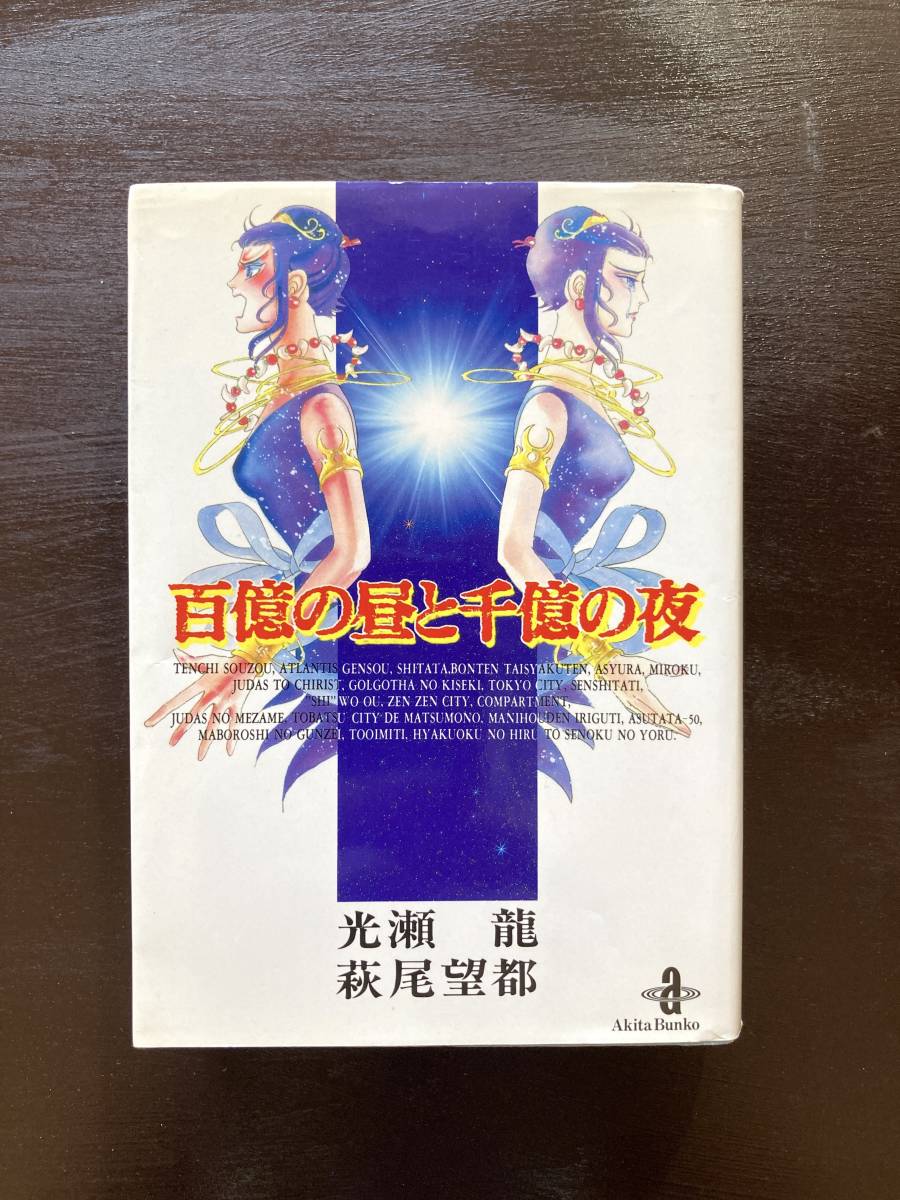 百億の昼と千億の夜
TENCHI SOUZOU, ATLANTIS GENSOU, SHITATA.BONTEN TAISYAKUTEN, ASYURA, MIROKU,
JUDAS TO CHIRIST, GOLGOTHA NO KISEKI, TOKYO CITY, SENSHITATI,
"SHI" WO OU, ZEN ZEN CITY, COMPARTMENT,
JUDAS NO MEZAME, TOBATSU CITY DE MATSUMONO, MANIHOUDEN IRIGUTI, ASUTATA-50,
MABOROSHI NO GUNZEI, TOOIMITI, HYAKUOKU NO HIRU TO SENOKU NO YORU.
光瀬 龍
萩尾望都
a
Akita Bunko